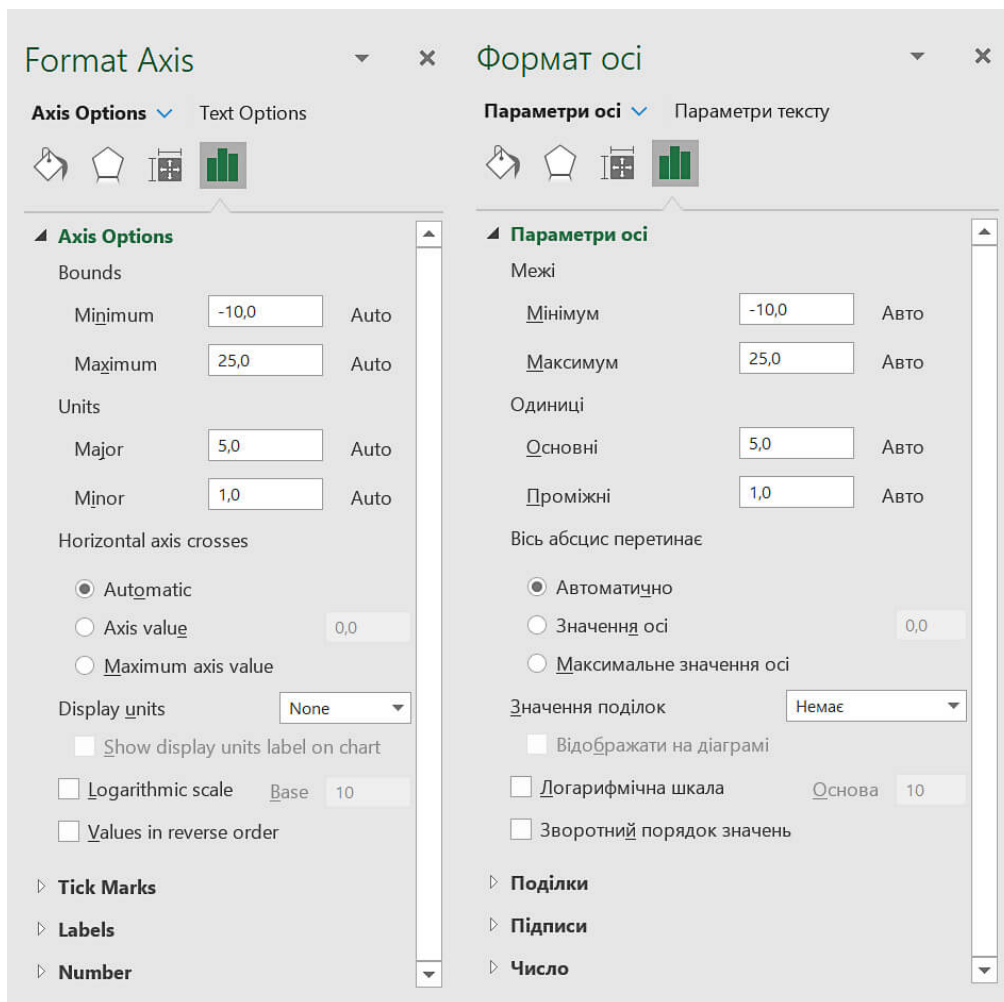 Format Axis
Axis Options Text Options
Axis Options
Bounds
Minimum -10,0 Auto
Maximum 25,0 Auto
Units
Major 5,0 Auto
Minor 1,0 Auto
Horizontal axis crosses
Automatic
Axis value 0,0
Maximum axis value
Display units None
Show display units label on chart
Logarithmic scale Base 10
Values in reverse order
Tick Marks
Labels
Number
Формат осі
Параметри осі Параметри тексту
Параметри осі
Межі
Мінімум -10,0 Авто
Максимум 25,0 Авто
Одиниці
Основні 5,0 Авто
Проміжні 1,0 Авто
Вісь абсцис перетинає
Автоматично
Значення осі 0,0
Максимальне значення осі
Значення поділок Немає
Відображати на діаграмі
Логарифмічна шкала Основа 10
Зворотний порядок значень
Поділки
Підписи
Число